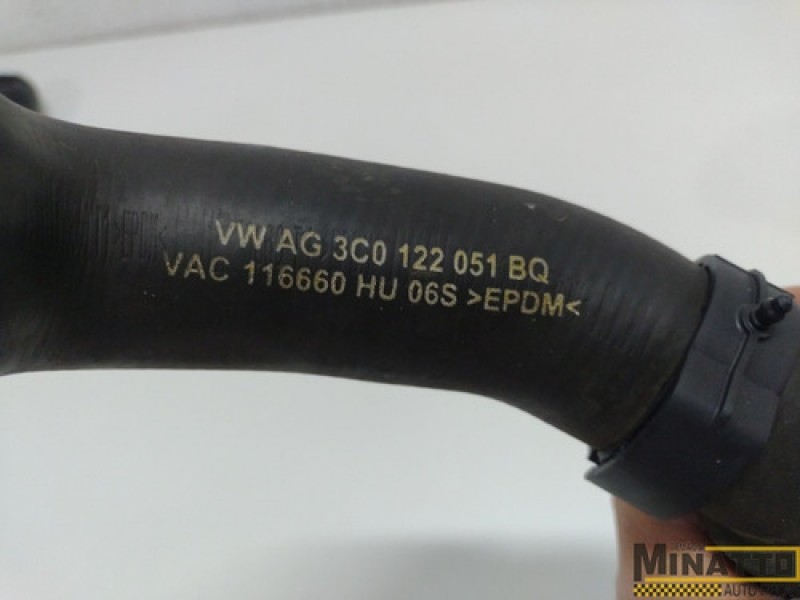 VW AG 3C0 122 051 BQ
VAC 116660 HU 06S >EPDM<
MINATTO